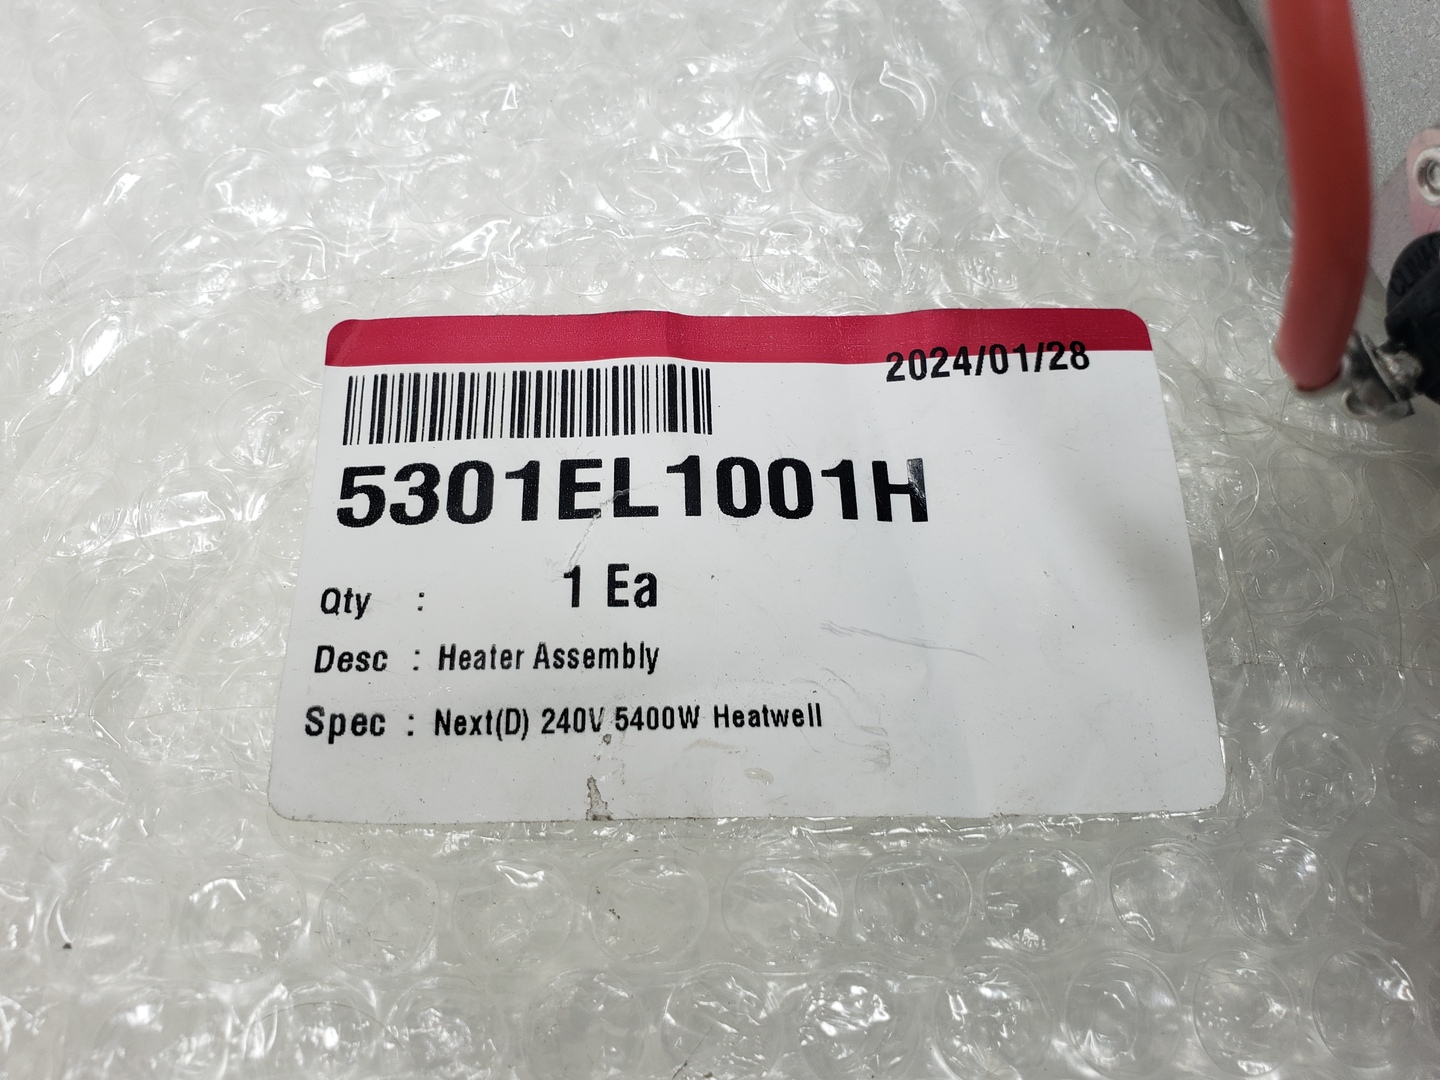 2024/01/28
5301EL1001H
Qty : 1 Ea
Desc : Heater Assembly
Spec : Next(D) 240V 5400W Heatwell